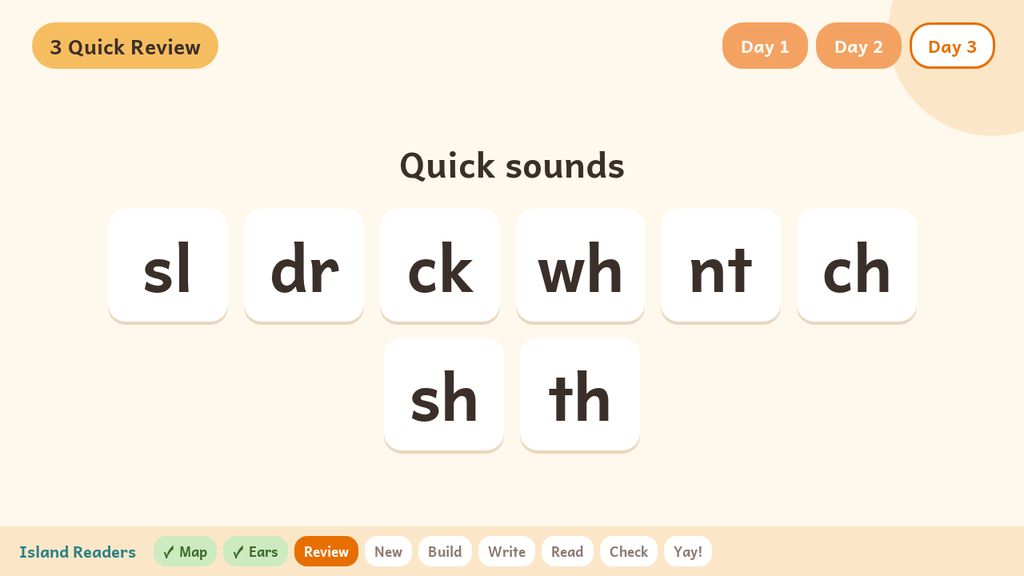 3 Quick Review
Day 1
Day 2
Day 3
Quick sounds
sl dr ck wh nt ch
sh th
Island Readers
✓ Map
✓ Ears
Review
New
Build
Write
Read
Check
Yay!